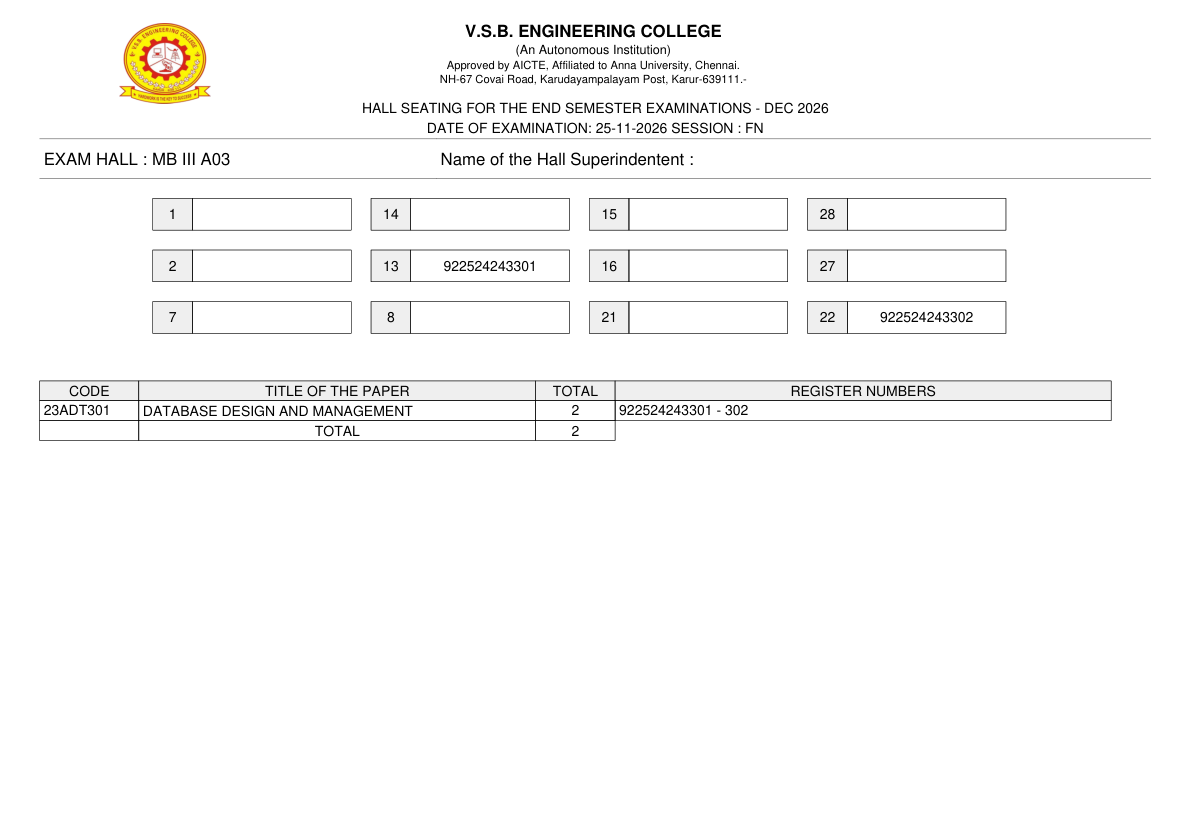 V.S.B. ENGINEERING COLLEGE
(An Autonomous Institution)
Approved by AICTE, Affiliated to Anna University, Chennai.
NH-67 Covai Road, Karudayampalayam Post, Karur-639111.-
HALL SEATING FOR THE END SEMESTER EXAMINATIONS - DEC 2026
DATE OF EXAMINATION: 25-11-2026 SESSION : FN
EXAM HALL : MB III A03 Name of the Hall Superintendent :
1 14 15 28
2 13 922524243301 16 27
7 8 21 22 922524243302
CODE TITLE OF THE PAPER TOTAL REGISTER NUMBERS
23ADT301 DATABASE DESIGN AND MANAGEMENT 2 922524243301 - 302
TOTAL 2